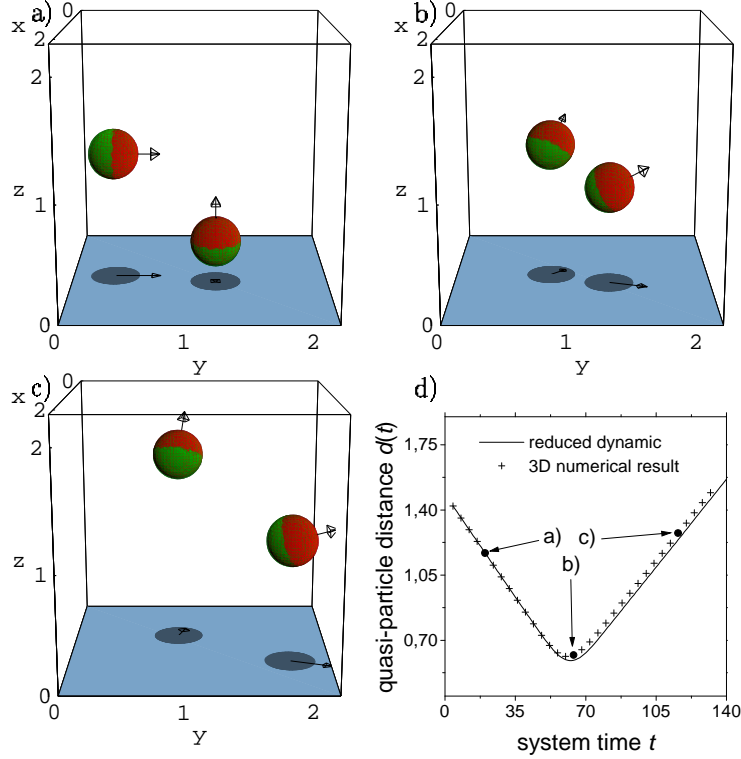 a)
x
0
2
2
z
1
0
0
1
2
y
b)
x
0
2
2
z
1
0
0
1
2
y
c)
x
0
2
2
z
1
0
0
1
2
y
d)
quasi-particle distance d(t)
1,75
1,40
1,05
0,70
reduced dynamic
3D numerical result
a)
c)
b)
0
35
70
105
140
system time t